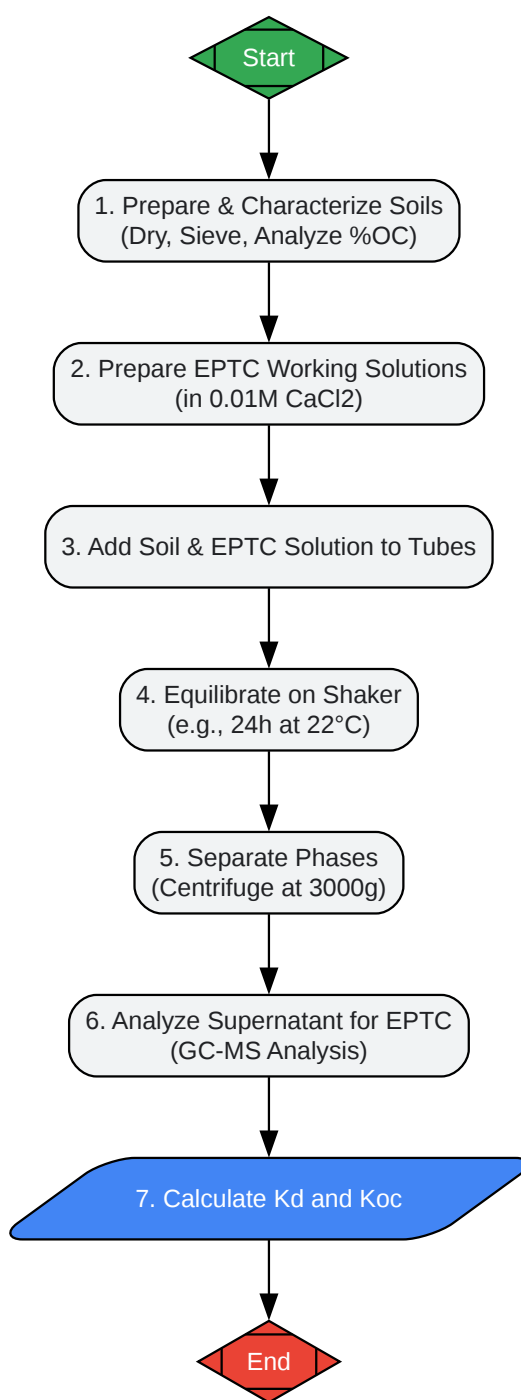 Start
1. Prepare & Characterize Soils
(Dry, Sieve, Analyze %OC)
2. Prepare EPTC Working Solutions
(in 0.01M CaCl2)
3. Add Soil & EPTC Solution to Tubes
4. Equilibrate on Shaker
(e.g., 24h at 22°C)
5. Separate Phases
(Centrifuge at 3000g)
6. Analyze Supernatant for EPTC
(GC-MS Analysis)
7. Calculate Kd and Koc
End